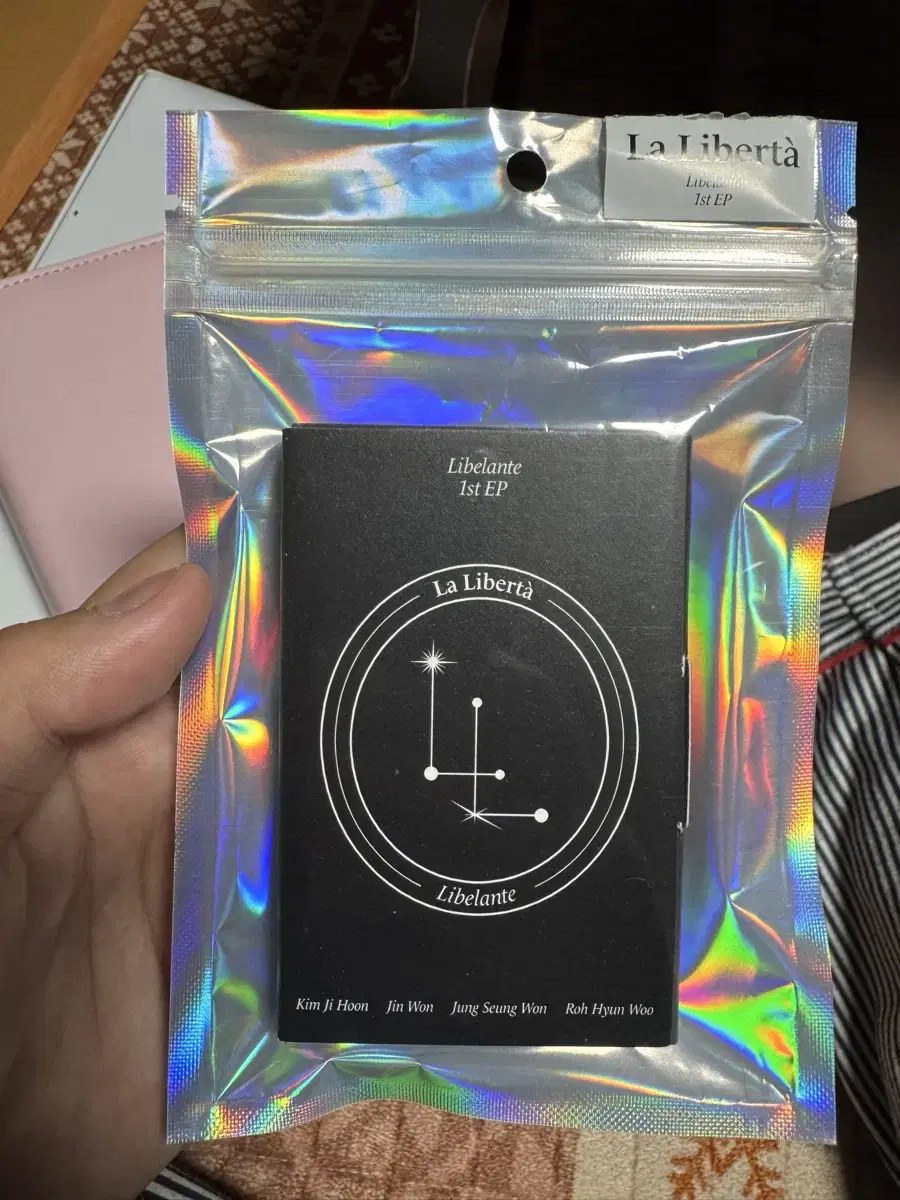 La Libertà
Libelante
1st EP
Libelante
1st EP
La Libertà
Libelante
Kim Ji Hoon Jin Won Jung Seung Won Roh Hyun Woo